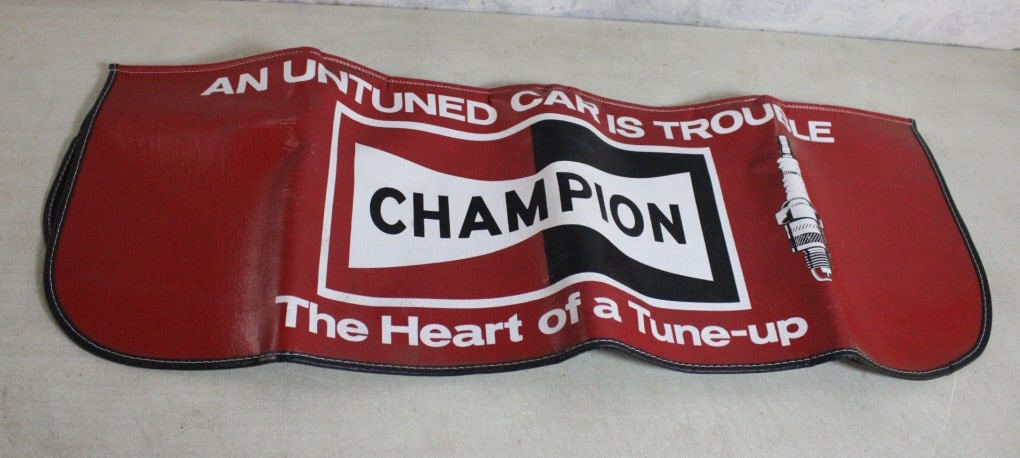 AN UNTUNED CAR IS TROUBLE
CHAMPION
The Heart of a Tune-up